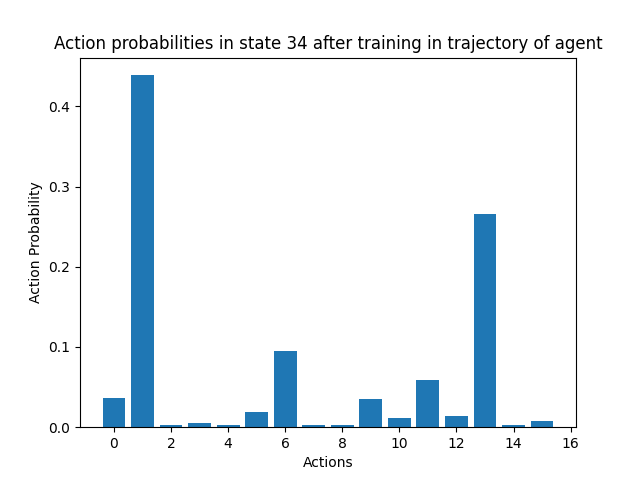 Action probabilities in state 34 after training in trajectory of agent
0.4
0.3
0.2
0.1
0.0
Action Probability
0 2 4 6 8 10 12 14 16
Actions